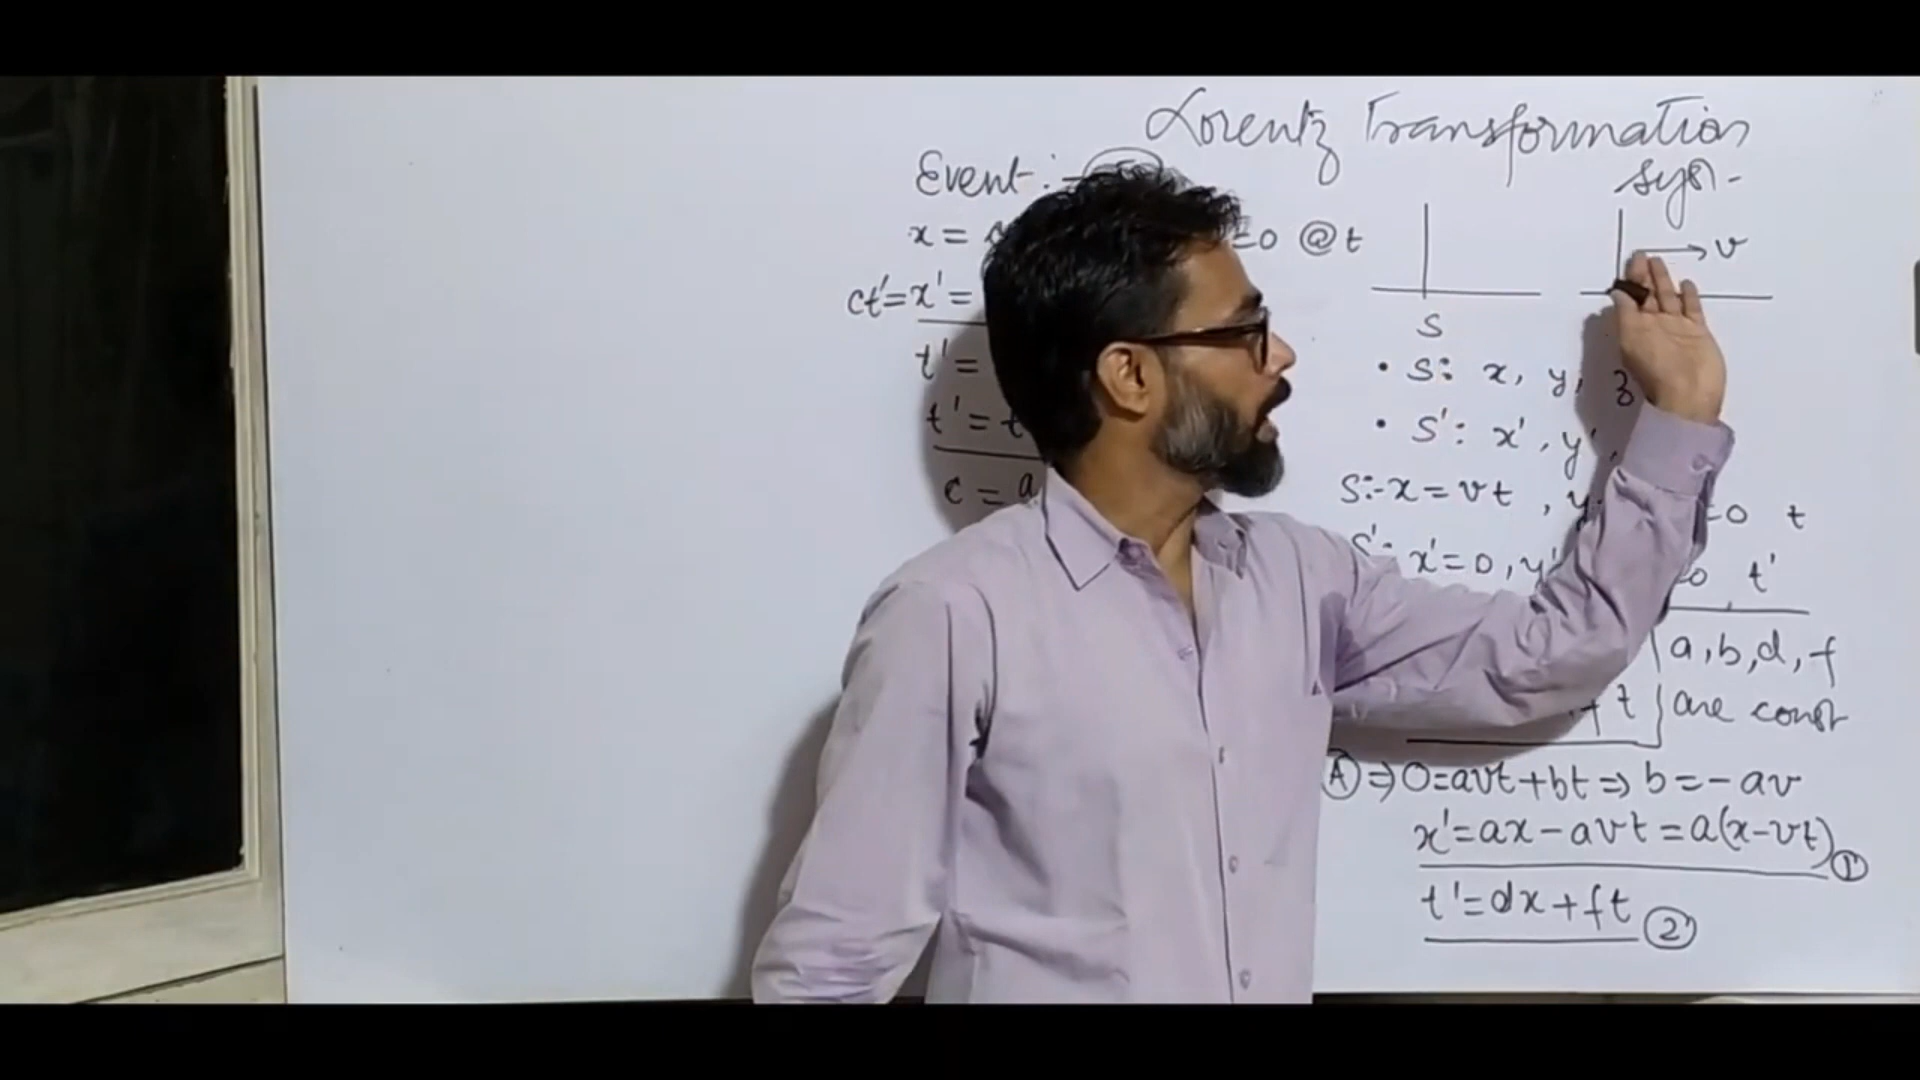 Lorentz Transformation
Event :-
x =
=0 @ t
ct'=x'=
t' =
t' = t
c = a
v
S
• S: x, y, z
• S': x', y',
S:- x = vt , y
=0 t
S': x'=0, y'
t'
a, b, d, f
are const
t
Ⓐ ⇒ 0=avt+bt ⇒ b = - av
x'=ax-avt=a(x-vt) ①
t'=dx+ft ②